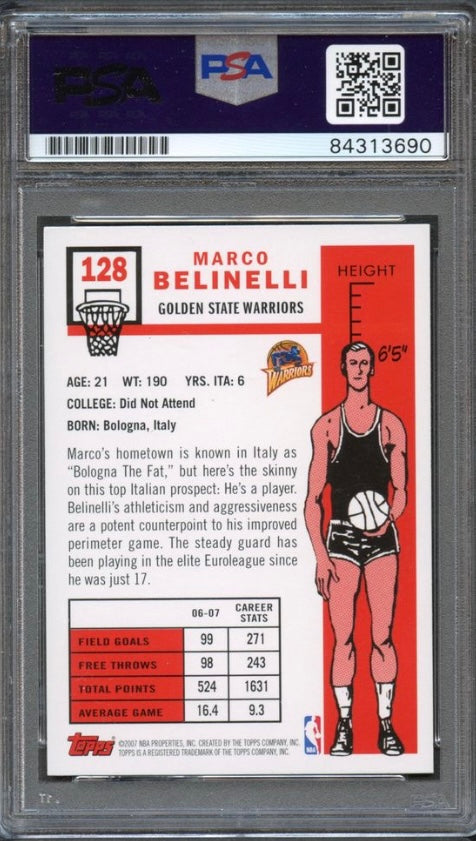 PSA
PSA
84313690
128
MARCO
BELINELLI
GOLDEN STATE WARRIORS
HEIGHT
6'5"
WARRIORS
AGE: 21 WT: 190 YRS. ITA: 6
COLLEGE: Did Not Attend
BORN: Bologna, Italy
Marco's hometown is known in Italy as
"Bologna The Fat," but here's the skinny
on this top Italian prospect: He's a player.
Belinelli's athleticism and aggressiveness
are a potent counterpoint to his improved
perimeter game. The steady guard has
been playing in the elite Euroleague since
he was just 17.
06-07 CAREER STATS
FIELD GOALS 99 271
FREE THROWS 98 243
TOTAL POINTS 524 1631
AVERAGE GAME 16.4 9.3
Topps
©2007 NBA PROPERTIES, INC. CREATED BY THE TOPPS COMPANY, INC.
TOPPS IS A REGISTERED TRADEMARK OF THE TOPPS COMPANY, INC.
NBA
PSA